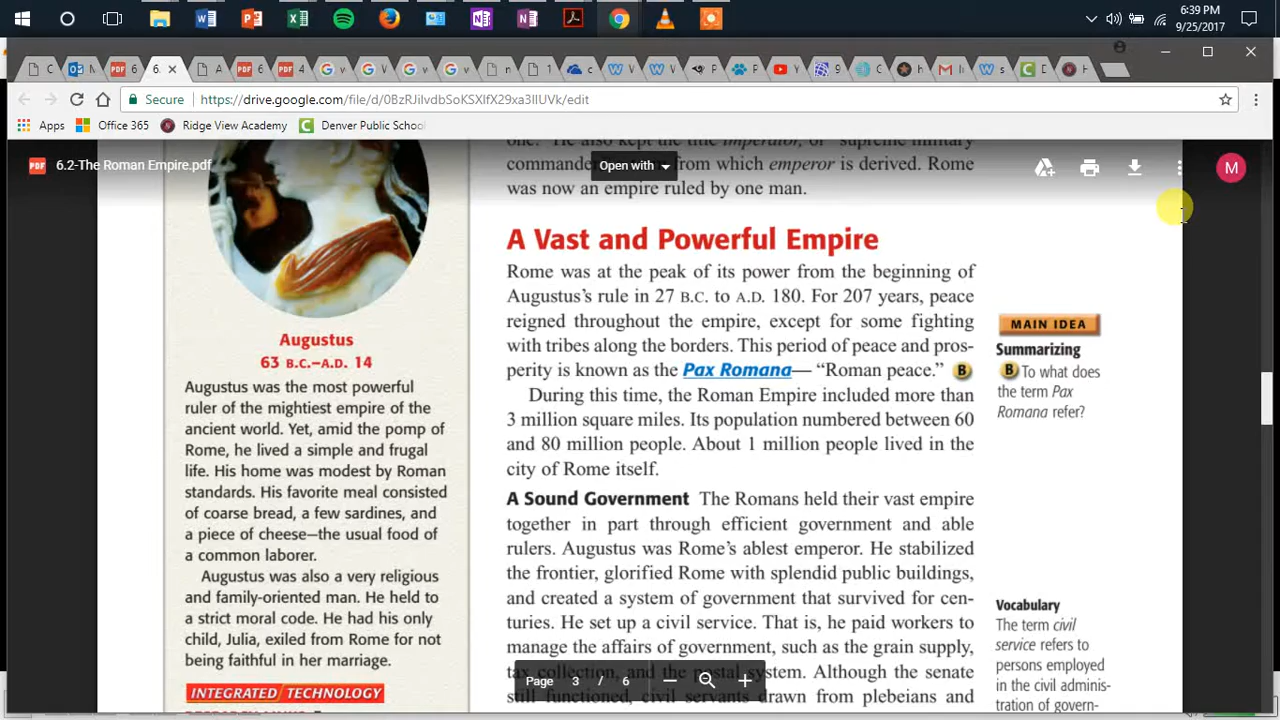 6:39 PM
9/25/2017
6.
Secure
https://drive.google.com/file/d/0BzRJiIvdbSoKSXlfX29xa3lIUVk/edit
Apps
Office 365
Ridge View Academy
Denver Public School
6.2-The Roman Empire.pdf
Open with
M
commander from which emperor is derived. Rome
was now an empire ruled by one man.
A Vast and Powerful Empire
Rome was at the peak of its power from the beginning of
Augustus's rule in 27 B.C. to A.D. 180. For 207 years, peace
reigned throughout the empire, except for some fighting
with tribes along the borders. This period of peace and pros-
perity is known as the Pax Romana— “Roman peace.” B
During this time, the Roman Empire included more than
3 million square miles. Its population numbered between 60
and 80 million people. About 1 million people lived in the
city of Rome itself.
A Sound Government The Romans held their vast empire
together in part through efficient government and able
rulers. Augustus was Rome's ablest emperor. He stabilized
the frontier, glorified Rome with splendid public buildings,
and created a system of government that survived for cen-
turies. He set up a civil service. That is, he paid workers to
manage the affairs of government, such as the grain supply,
tax collection, and the postal system. Although the senate
still functioned, civil servants drawn from plebeians and
Augustus
63 B.C.–A.D. 14
Augustus was the most powerful
ruler of the mightiest empire of the
ancient world. Yet, amid the pomp of
Rome, he lived a simple and frugal
life. His home was modest by Roman
standards. His favorite meal consisted
of coarse bread, a few sardines, and
a piece of cheese—the usual food of
a common laborer.
Augustus was also a very religious
and family-oriented man. He held to
a strict moral code. He had his only
child, Julia, exiled from Rome for not
being faithful in her marriage.
INTEGRATED TECHNOLOGY
MAIN IDEA
Summarizing
B To what does
the term Pax
Romana refer?
Vocabulary
The term civil
service refers to
persons employed
in the civil adminis-
tration of govern-
Page 3 / 6